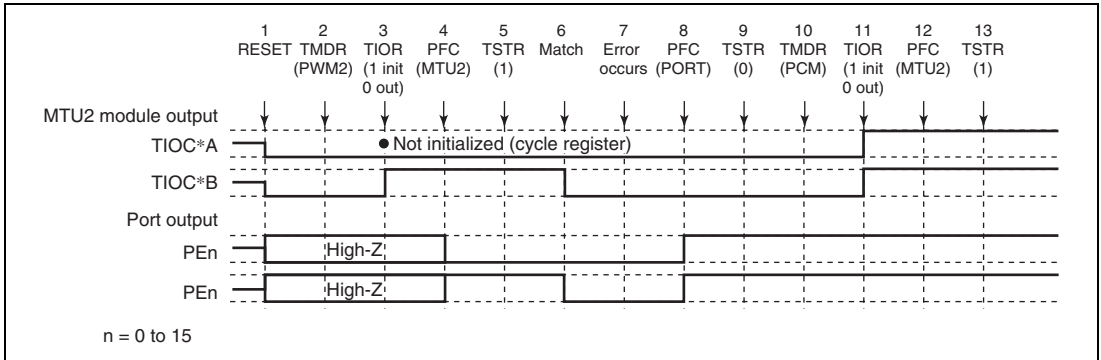 1 2 3 4 5 6 7 8 9 10 11 12 13
RESET TMDR TIOR PFC TSTR Match Error PFC TSTR TMDR TIOR PFC TSTR
(PWM2) (1 init (MTU2) (1) occurs (PORT) (0) (PCM) (1 init (MTU2) (1)
0 out) 0 out)
MTU2 module output
TIOC*A
● Not initialized (cycle register)
TIOC*B
Port output
PEn High-Z
PEn High-Z
n = 0 to 15